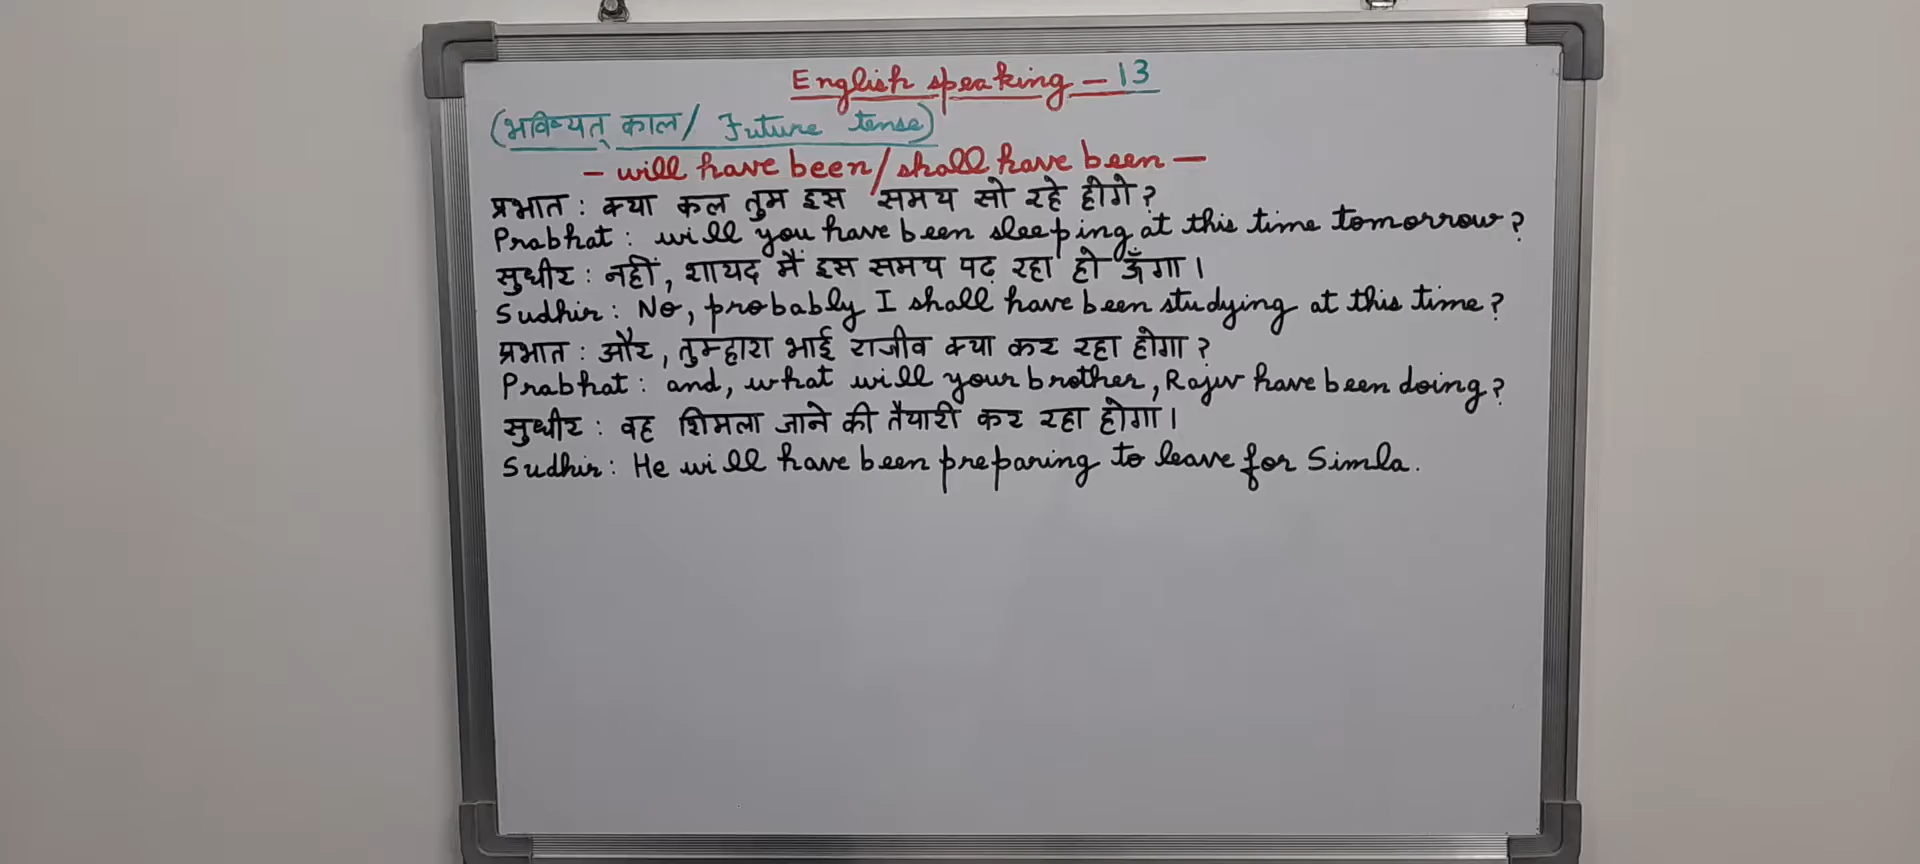 English speaking - 13
(भविष्यत् काल/ Future tense)
- will have been/shall have been -
प्रभात : क्या कल तुम इस समय सो रहे होगे ?
Prabhat : will you have been sleeping at this time tomorrow ?
सुधीर : नहीं, शायद मैं इस समय पढ़ रहा हो ऊँगा ।
Sudhir : No, probably I shall have been studying at this time ?
प्रभात : और, तुम्हारा भाई राजीव क्या कर रहा होगा ?
Prabhat : and, what will your brother, Rajiv have been doing ?
सुधीर : वह शिमला जाने की तैयारी कर रहा होगा ।
Sudhir : He will have been preparing to leave for Simla.